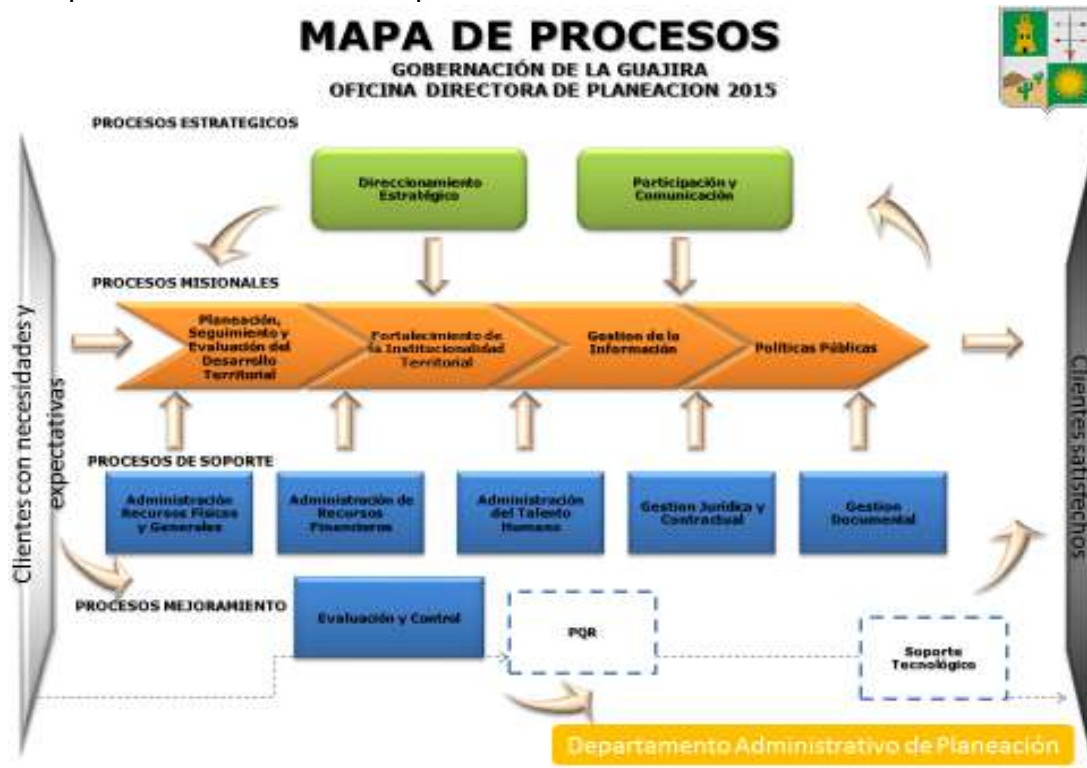 MAPA DE PROCESOS
GOBERNACIÓN DE LA GUAJIRA
OFICINA DIRECTORA DE PLANEACION 2015
PROCESOS ESTRATEGICOS
Direccionamiento
Estratégico
Participación y
Comunicación
PROCESOS MISIONALES
Planeación,
Seguimiento y
Evaluación del
Desarrollo
Territorial
Fortalecimiento de
la Institucionalidad
Territorial
Gestion de la
Información
Políticas Públicas
Clientes con necesidades y
expectativas
Clientes satisfechos
PROCESOS DE SOPORTE
Administración
Recursos Físicos
y Generales
Administración de
Recursos
Financieros
Administración
del Talento
Humano
Gestion Jurídica y
Contractual
Gestion
Documental
PROCESOS MEJORAMIENTO
Evaluación y Control
PQR
Soporte
Tecnológico
Departamento Administrativo de Planeación